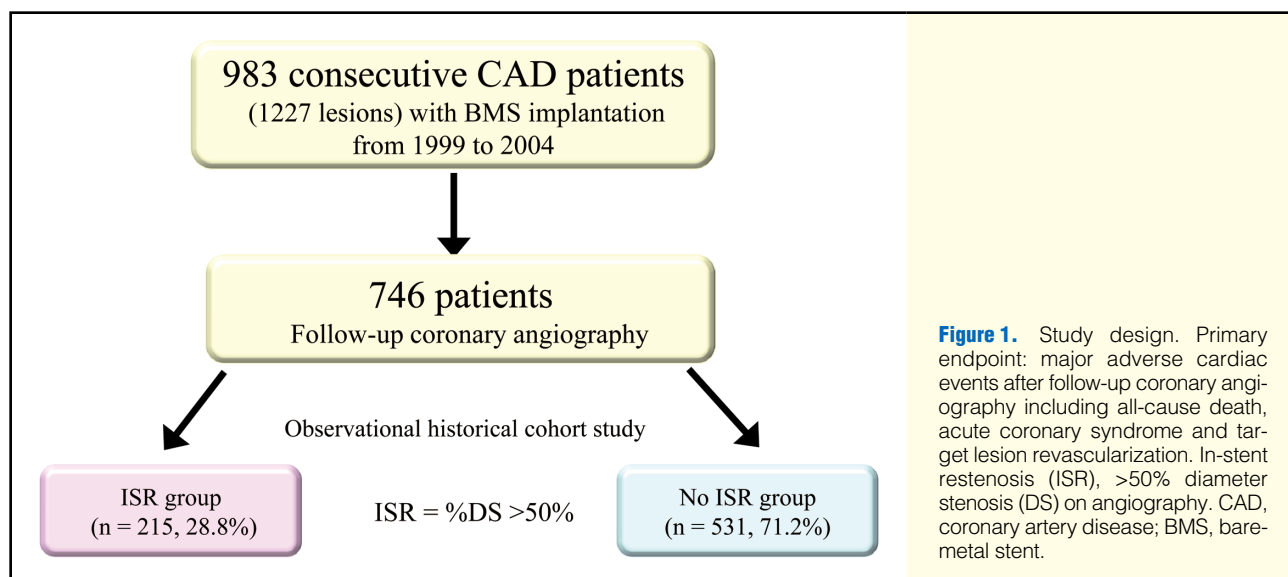 983 consecutive CAD patients
(1227 lesions) with BMS implantation
from 1999 to 2004
746 patients
Follow-up coronary angiography
Observational historical cohort study
ISR group
(n = 215, 28.8%)
ISR = %DS >50%
No ISR group
(n = 531, 71.2%)
Figure 1. Study design. Primary
endpoint: major adverse cardiac
events after follow-up coronary angi-
ography including all-cause death,
acute coronary syndrome and tar-
get lesion revascularization. In-stent
restenosis (ISR), >50% diameter
stenosis (DS) on angiography. CAD,
coronary artery disease; BMS, bare-
metal stent.